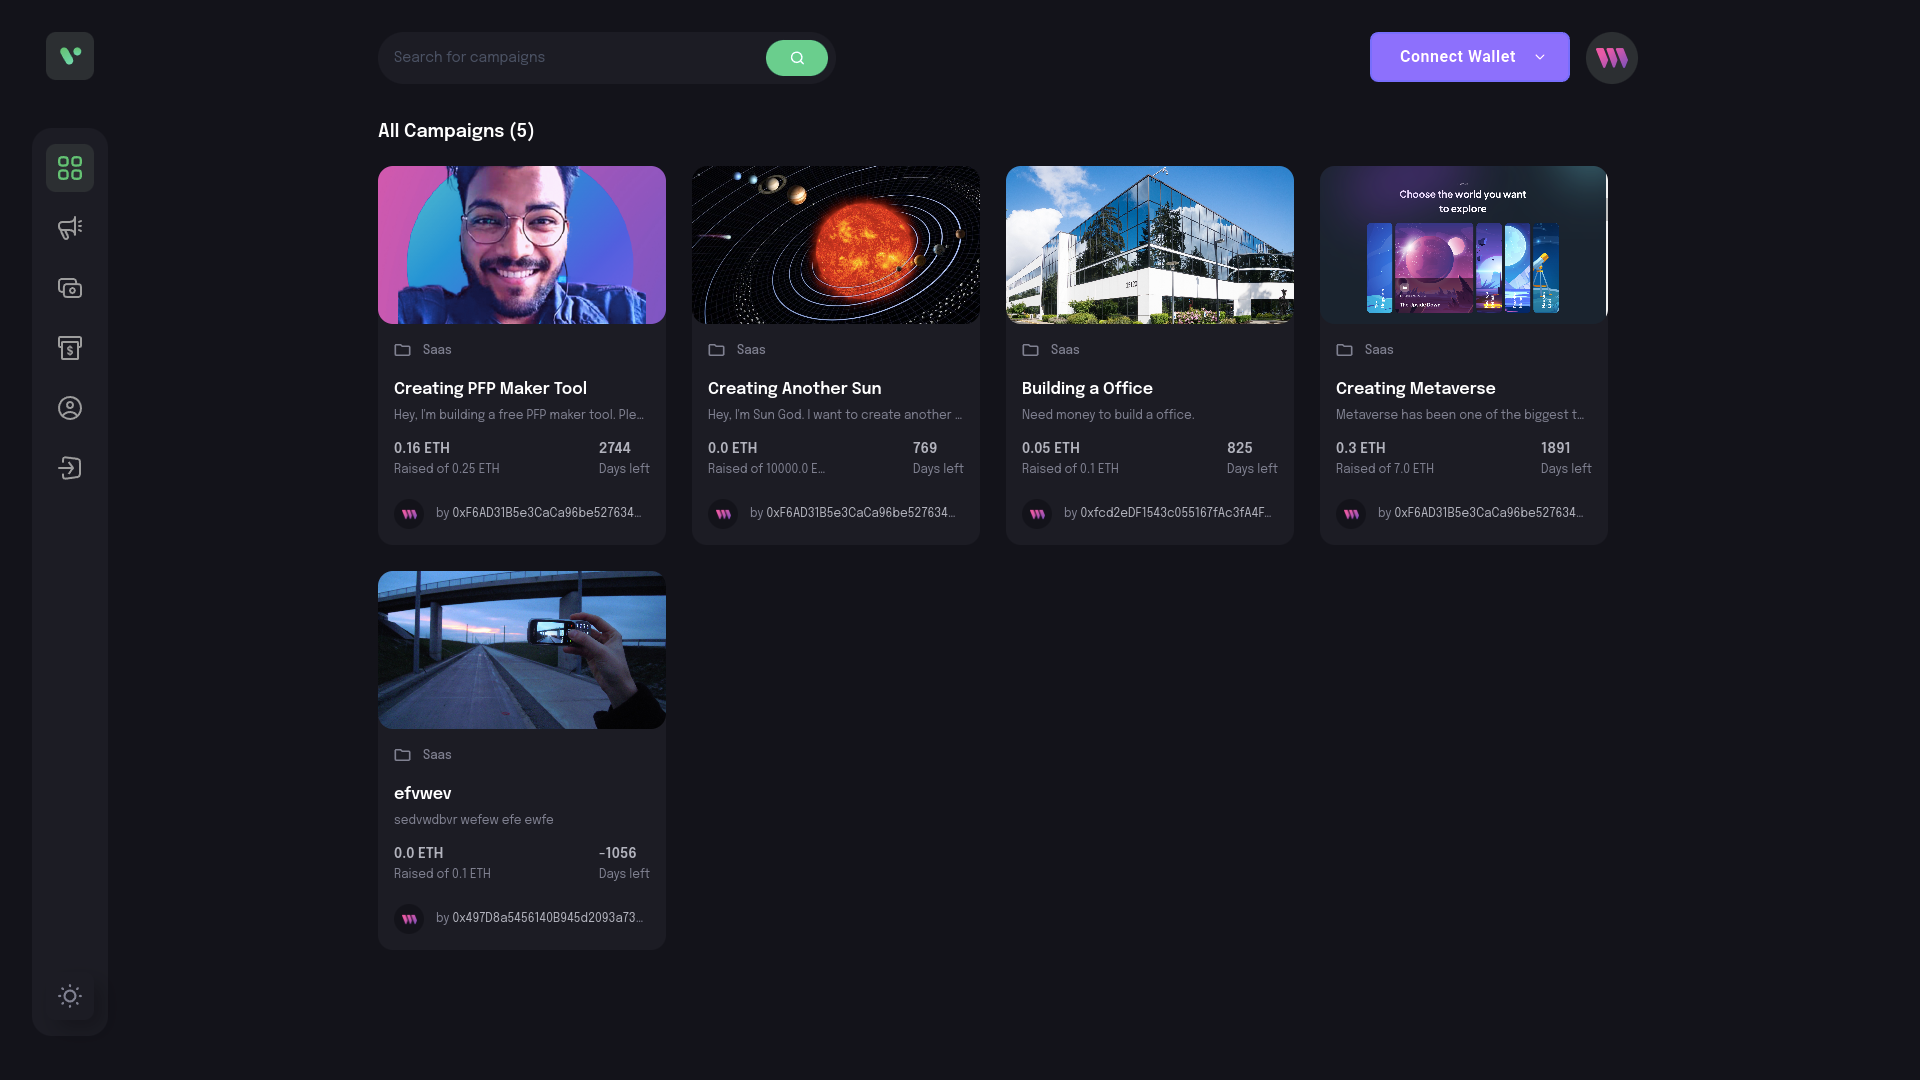 Search for campaigns
Connect Wallet
All Campaigns (5)
Saas
Creating PFP Maker Tool
Hey, I'm building a free PFP maker tool. Ple...
0.16 ETH
2744
Raised of 0.25 ETH
Days left
by 0xF6AD31B5e3CaCa96be527634...
Saas
Creating Another Sun
Hey, I'm Sun God. I want to create another ...
0.0 ETH
769
Raised of 10000.0 E...
Days left
by 0xF6AD31B5e3CaCa96be527634...
Saas
Building a Office
Need money to build a office.
0.05 ETH
825
Raised of 0.1 ETH
Days left
by 0xfcd2eDF1543c055167fAc3fA4F...
Choose the world you want
to explore
Saas
Creating Metaverse
Metaverse has been one of the biggest t...
0.3 ETH
1891
Raised of 7.0 ETH
Days left
by 0xF6AD31B5e3CaCa96be527634...
Saas
efvwev
sedvwdbvr wefew efe ewfe
0.0 ETH
-1056
Raised of 0.1 ETH
Days left
by 0x497D8a5456140B945d2093a73...